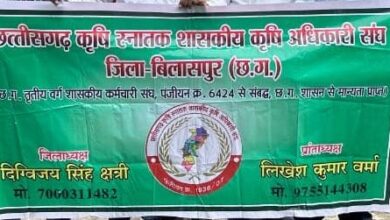 छत्तीसगढ़ कृषि स्नातक शासकीय कृषि अधिकारी संघ
जिला-बिलासपुर (छ.ग.)
छ.ग. तृतीय वर्ग शासकीय कर्मचारी संघ, पंजीयन क्र. 6424 से संबद्ध, छ.ग. शासन से मान्यता प्राप्त)
जिलाध्यक्ष
दिग्विजय सिंह क्षत्री
मो. 7060311482
प्रांताध्यक्ष
लिखेश कुमार वर्मा
मो. 9755144308